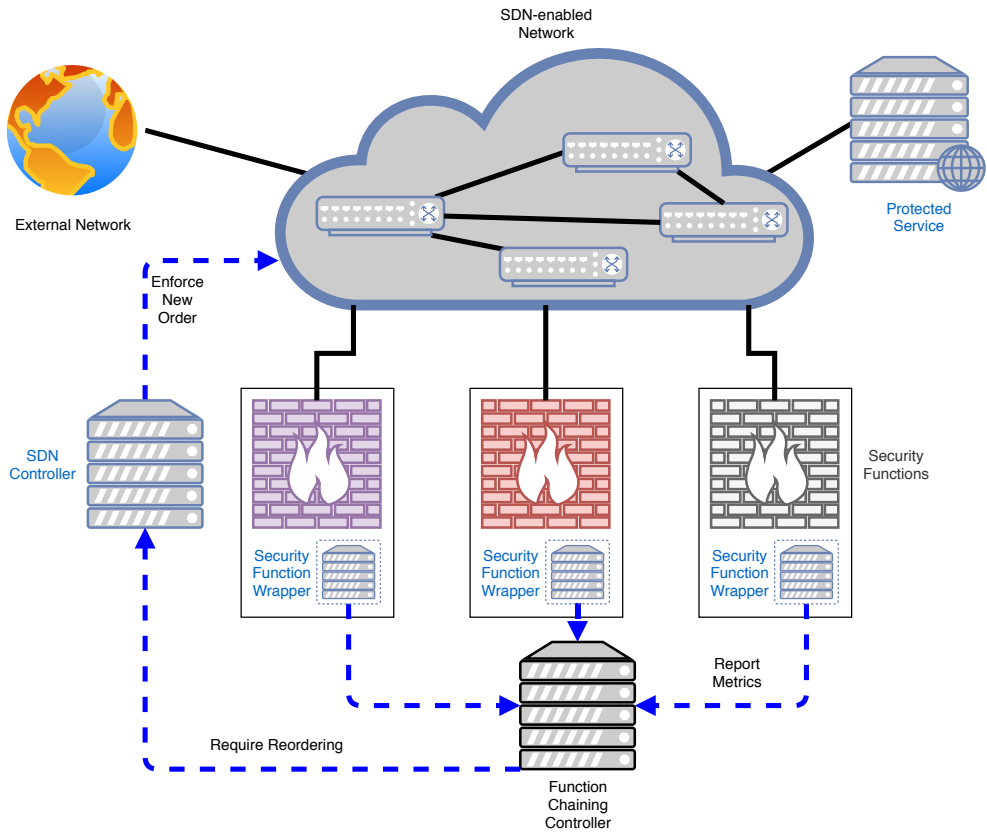 SDN-enabled
Network
External Network
Protected
Service
Enforce
New
Order
SDN
Controller
Security
Functions
Security
Function
Wrapper
Security
Function
Wrapper
Security
Function
Wrapper
Report
Metrics
Require Reordering
Function
Chaining
Controller